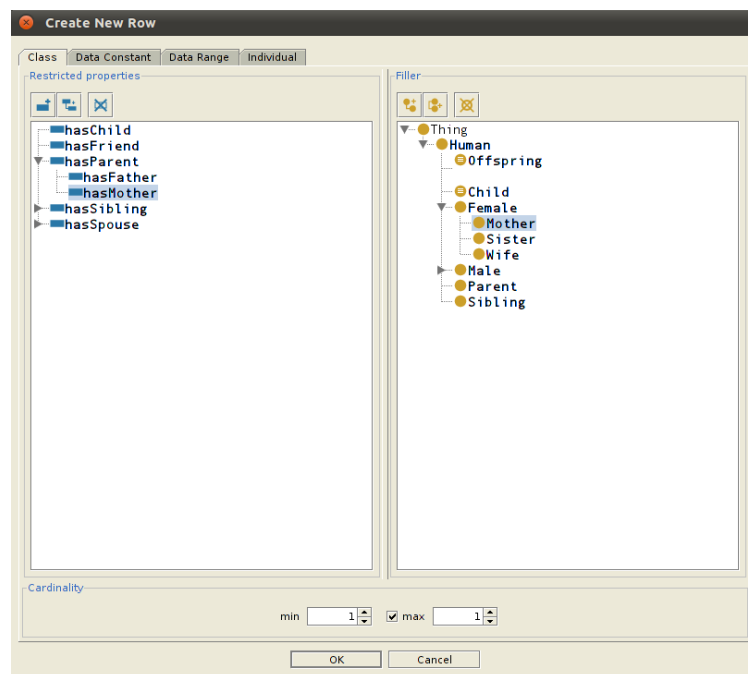 Create New Row
Class Data Constant Data Range Individual
Restricted properties
hasChild
hasFriend
hasParent
hasFather
hasMother
hasSibling
hasSpouse
Filler
Thing
Human
Offspring
Child
Female
Mother
Sister
Wife
Male
Parent
Sibling
Cardinality
min 1 max 1
OK Cancel